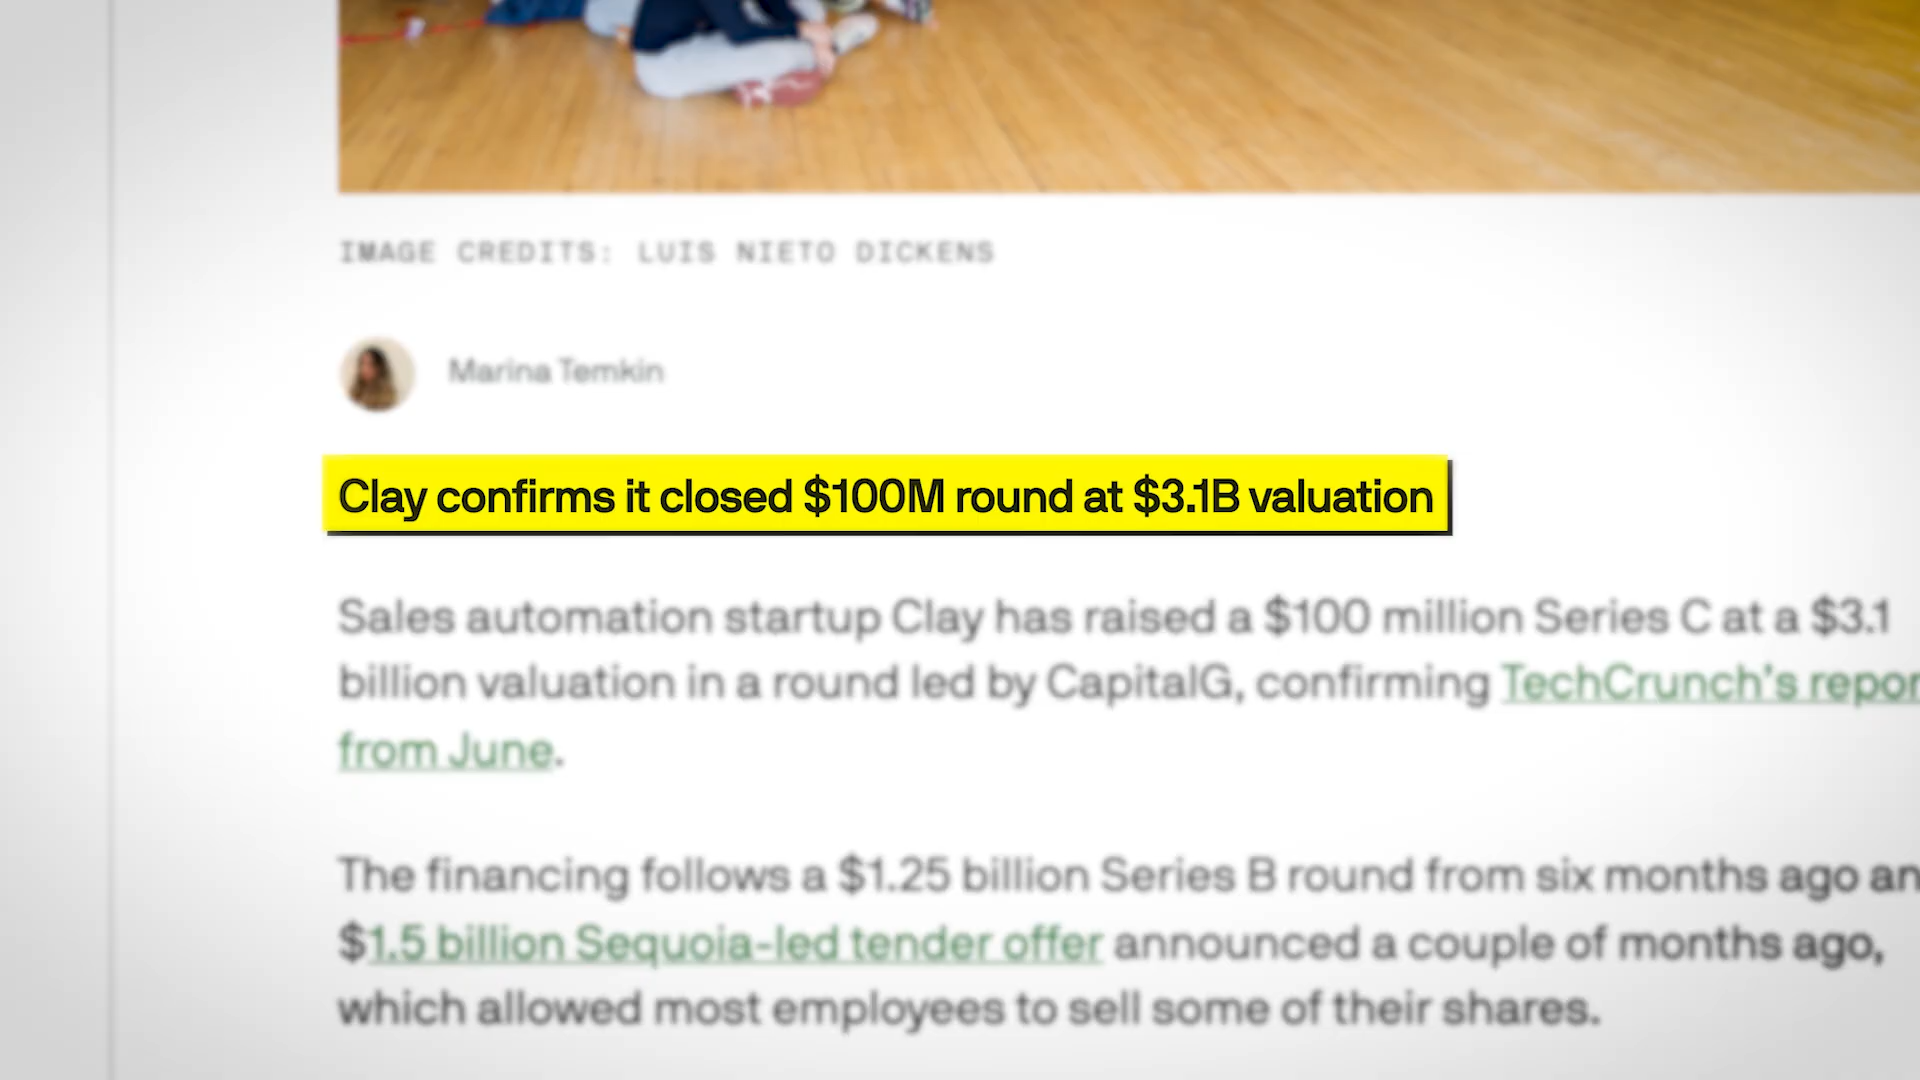 IMAGE CREDITS: LUIS NIETO DICKENS
Marina Temkin
Clay confirms it closed $100M round at $3.1B valuation
Sales automation startup Clay has raised a $100 million Series C at a $3.1
billion valuation in a round led by CapitalG, confirming TechCrunch's repor
from June.
The financing follows a $1.25 billion Series B round from six months ago an
$1.5 billion Sequoia-led tender offer announced a couple of months ago,
which allowed most employees to sell some of their shares.